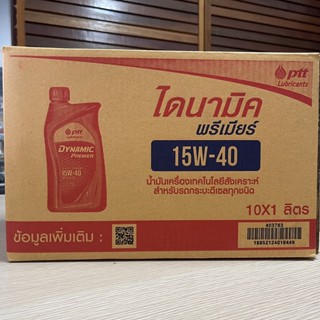 ptt
Lubricants
ไดนามิค
พรีเมียร์
15W-40
น้ำมันเครื่องเทคโนโลยีสังเคราะห์
สำหรับรถกระบะดีเซลทุกชนิด
10X1 ลิตร
ข้อมูลเพิ่มเติม :
ptt
DYNAMIC
PREMIER
15W-40